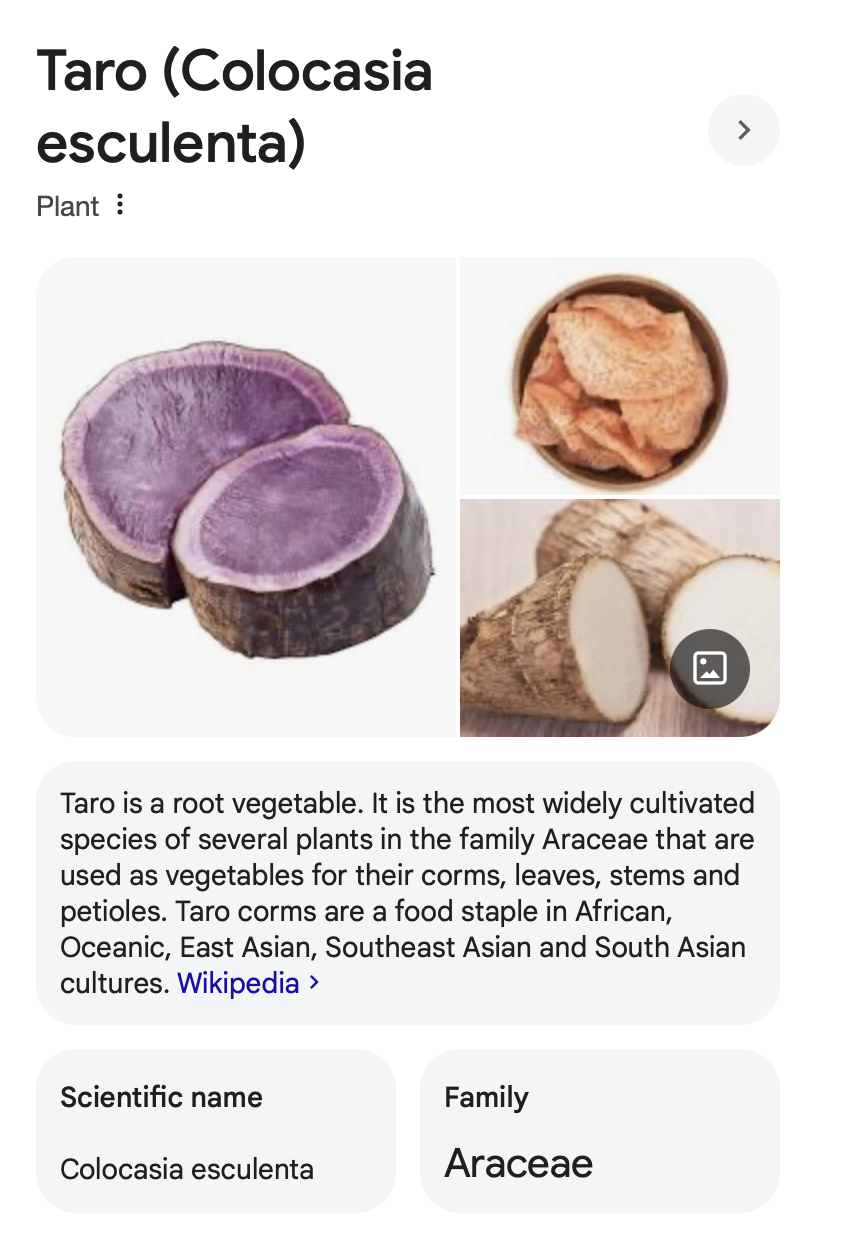 Taro (Colocasia
esculenta)
Plant
Taro is a root vegetable. It is the most widely cultivated
species of several plants in the family Araceae that are
used as vegetables for their corms, leaves, stems and
petioles. Taro corms are a food staple in African,
Oceanic, East Asian, Southeast Asian and South Asian
cultures. Wikipedia
Scientific name
Colocasia esculenta
Family
Araceae